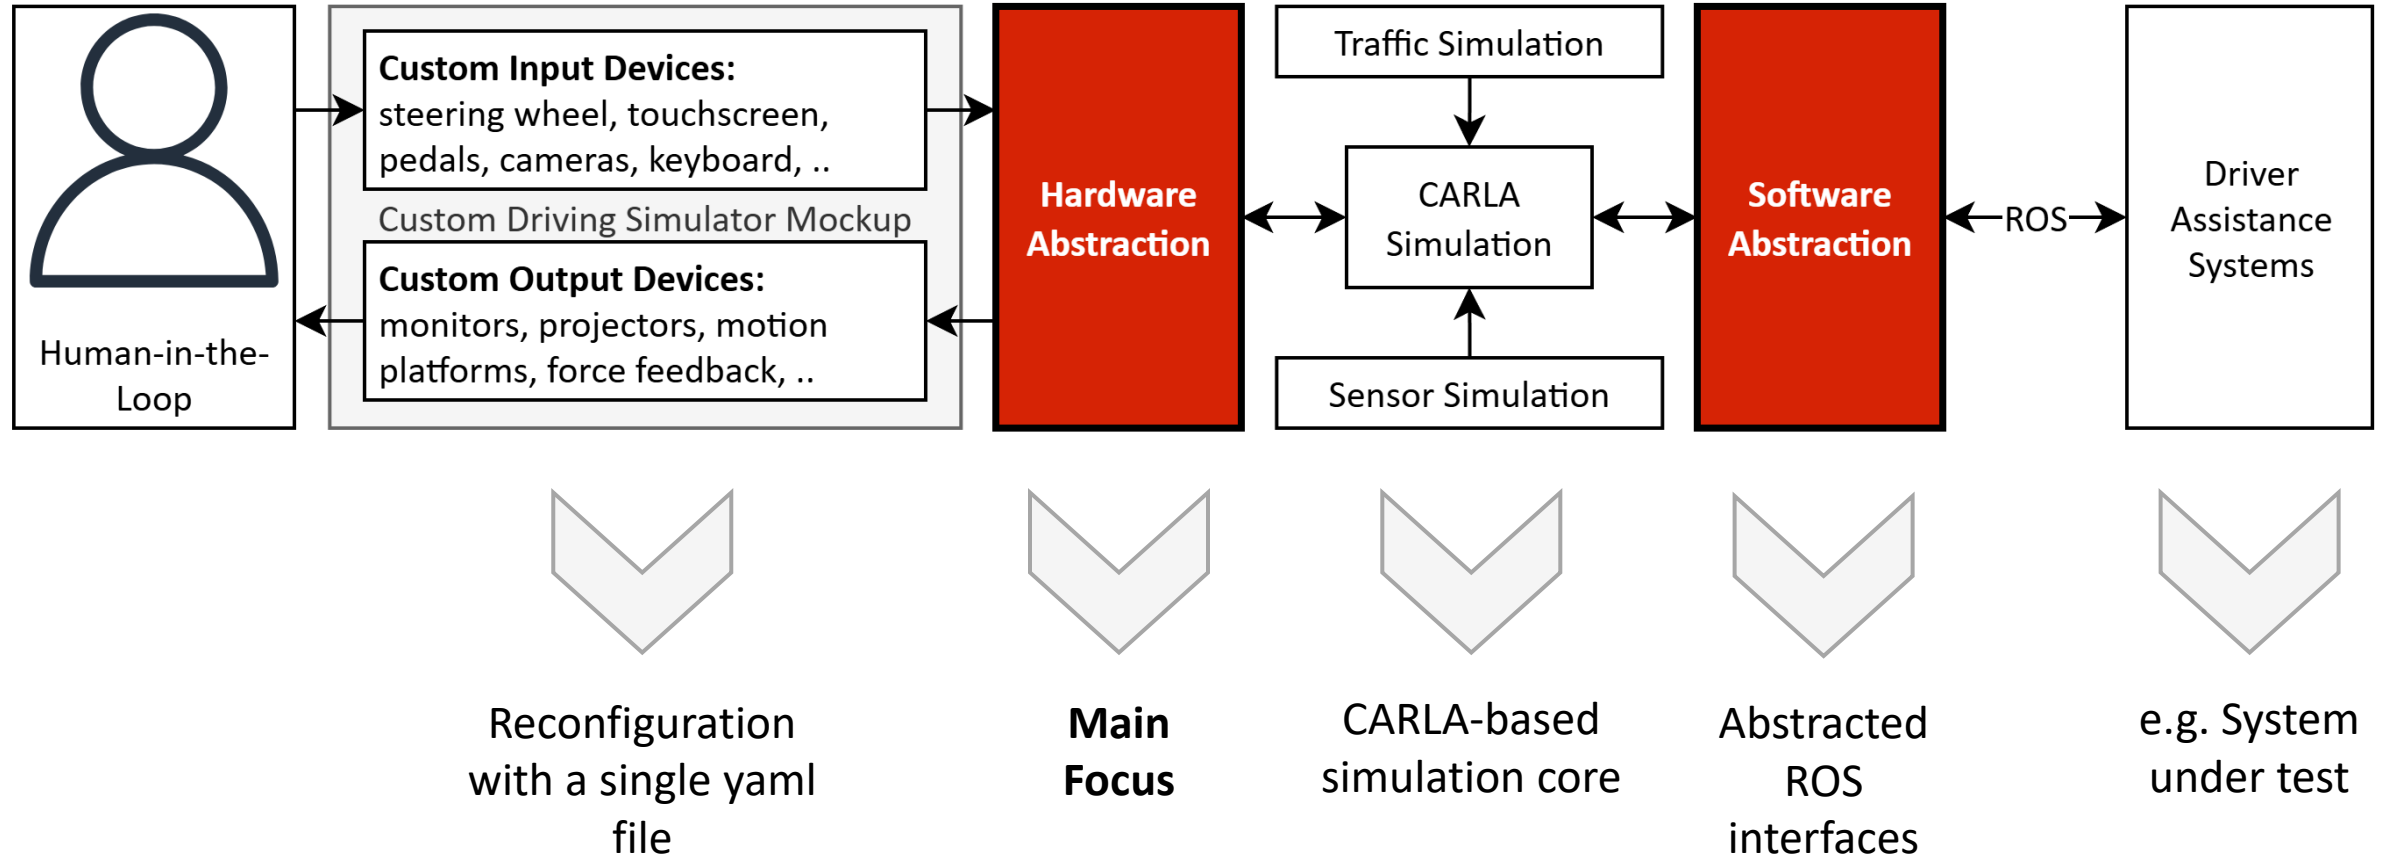 Human-in-the-
Loop
Custom Input Devices:
steering wheel, touchscreen,
pedals, cameras, keyboard, ..
Custom Driving Simulator Mockup
Custom Output Devices:
monitors, projectors, motion
platforms, force feedback, ..
Hardware
Abstraction
Traffic Simulation
CARLA
Simulation
Sensor Simulation
Software
Abstraction
ROS
Driver
Assistance
Systems
Reconfiguration
with a single yaml
file
Main
Focus
CARLA-based
simulation core
Abstracted
ROS
interfaces
e.g. System
under test